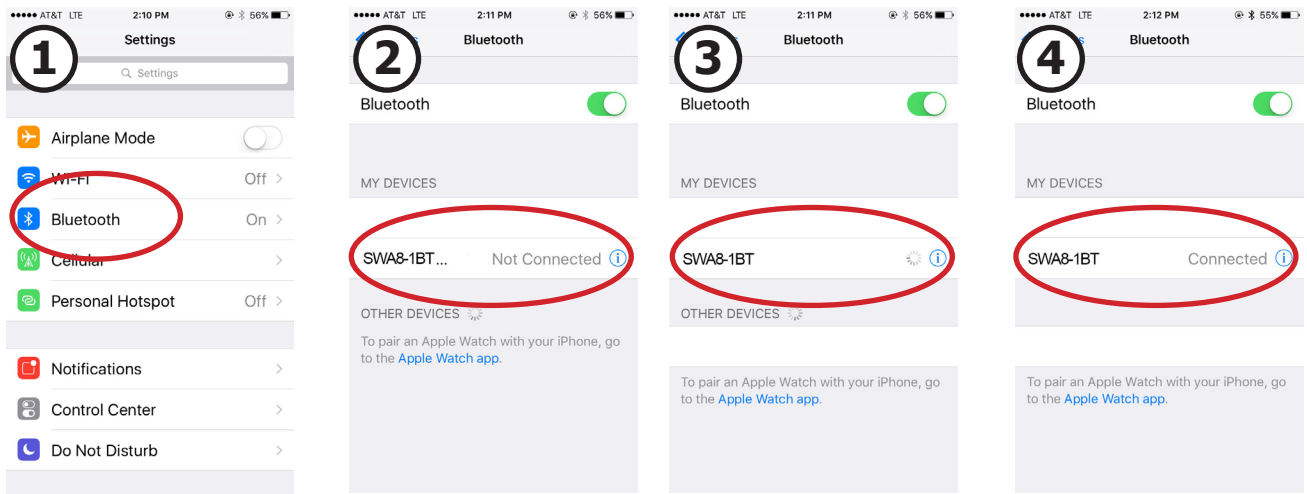 AT&T LTE 2:10 PM 56%
Settings
1
Settings
Airplane Mode
Wi-Fi Off
Bluetooth On
Cellular
Personal Hotspot Off
Notifications
Control Center
Do Not Disturb
AT&T LTE 2:11 PM 56%
s Bluetooth
2
Bluetooth
MY DEVICES
SWA8-1BT... Not Connected i
OTHER DEVICES
To pair an Apple Watch with your iPhone, go
to the Apple Watch app.
AT&T LTE 2:11 PM 56%
s Bluetooth
3
Bluetooth
MY DEVICES
SWA8-1BT i
OTHER DEVICES
To pair an Apple Watch with your iPhone, go
to the Apple Watch app.
AT&T LTE 2:12 PM 55%
s Bluetooth
4
Bluetooth
MY DEVICES
SWA8-1BT Connected i
To pair an Apple Watch with your iPhone, go
to the Apple Watch app.